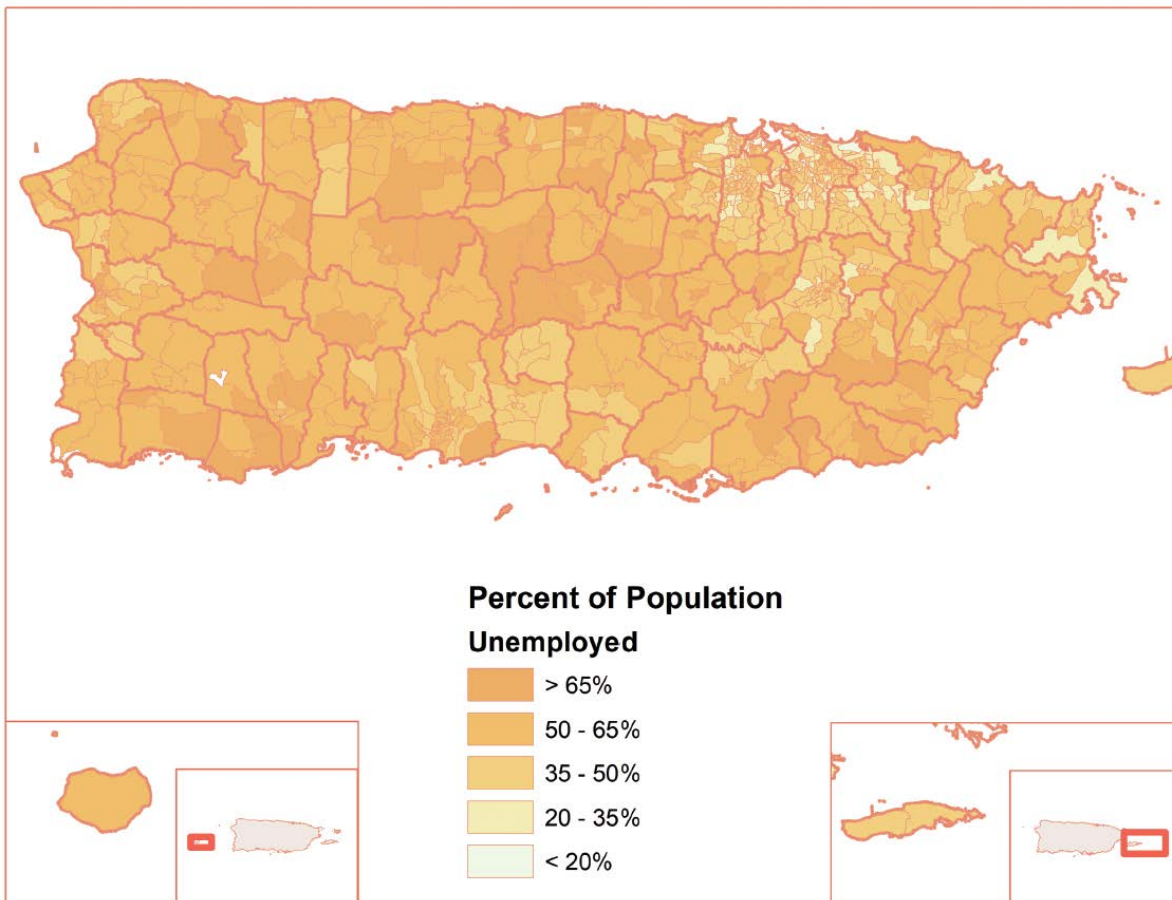 Percent of Population
Unemployed
> 65%
50 - 65%
35 - 50%
20 - 35%
< 20%